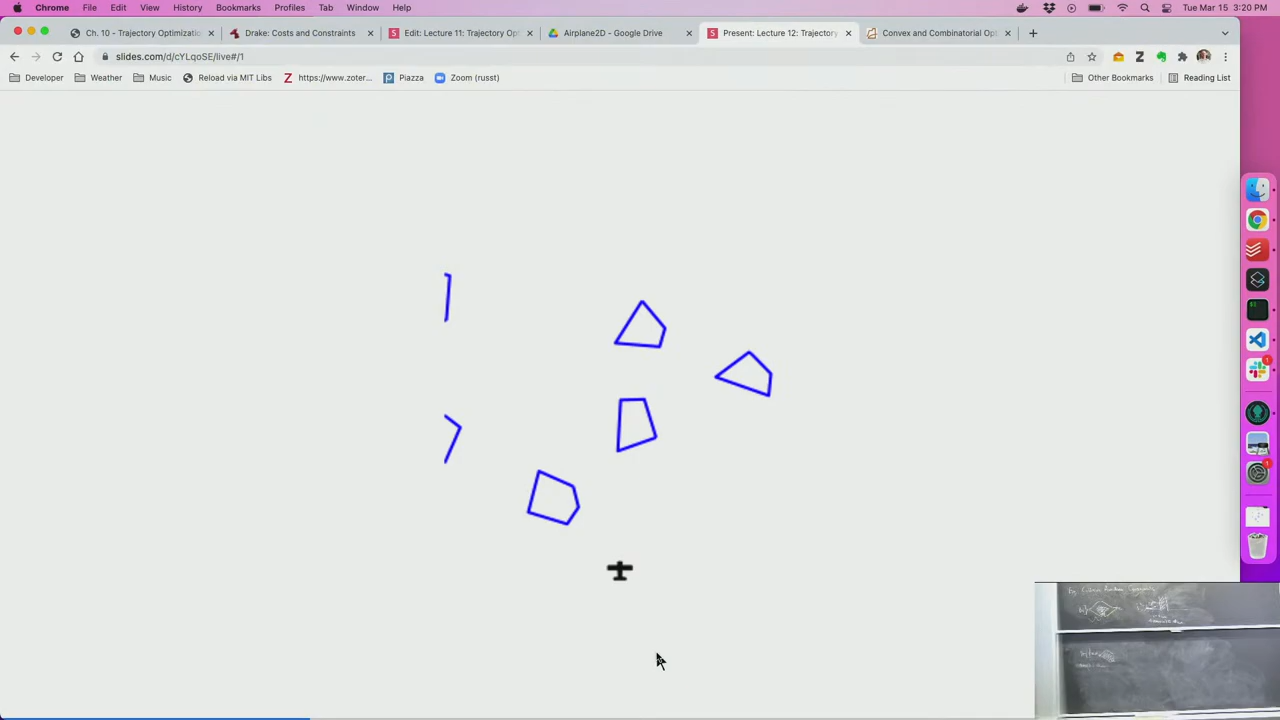 Chrome File Edit View History Bookmarks Profiles Tab Window Help Tue Mar 15 3:20 PM
Ch. 10 - Trajectory Optimizatio Drake: Costs and Constraints Edit: Lecture 11: Trajectory Op Airplane2D - Google Drive Present: Lecture 12: Trajectory Convex and Combinatorial Opt
slides.com/d/cYLqoSE/live#/1
Developer Weather Music Reload via MIT Libs https://www.zoter... Piazza Zoom (russt) Other Bookmarks Reading List